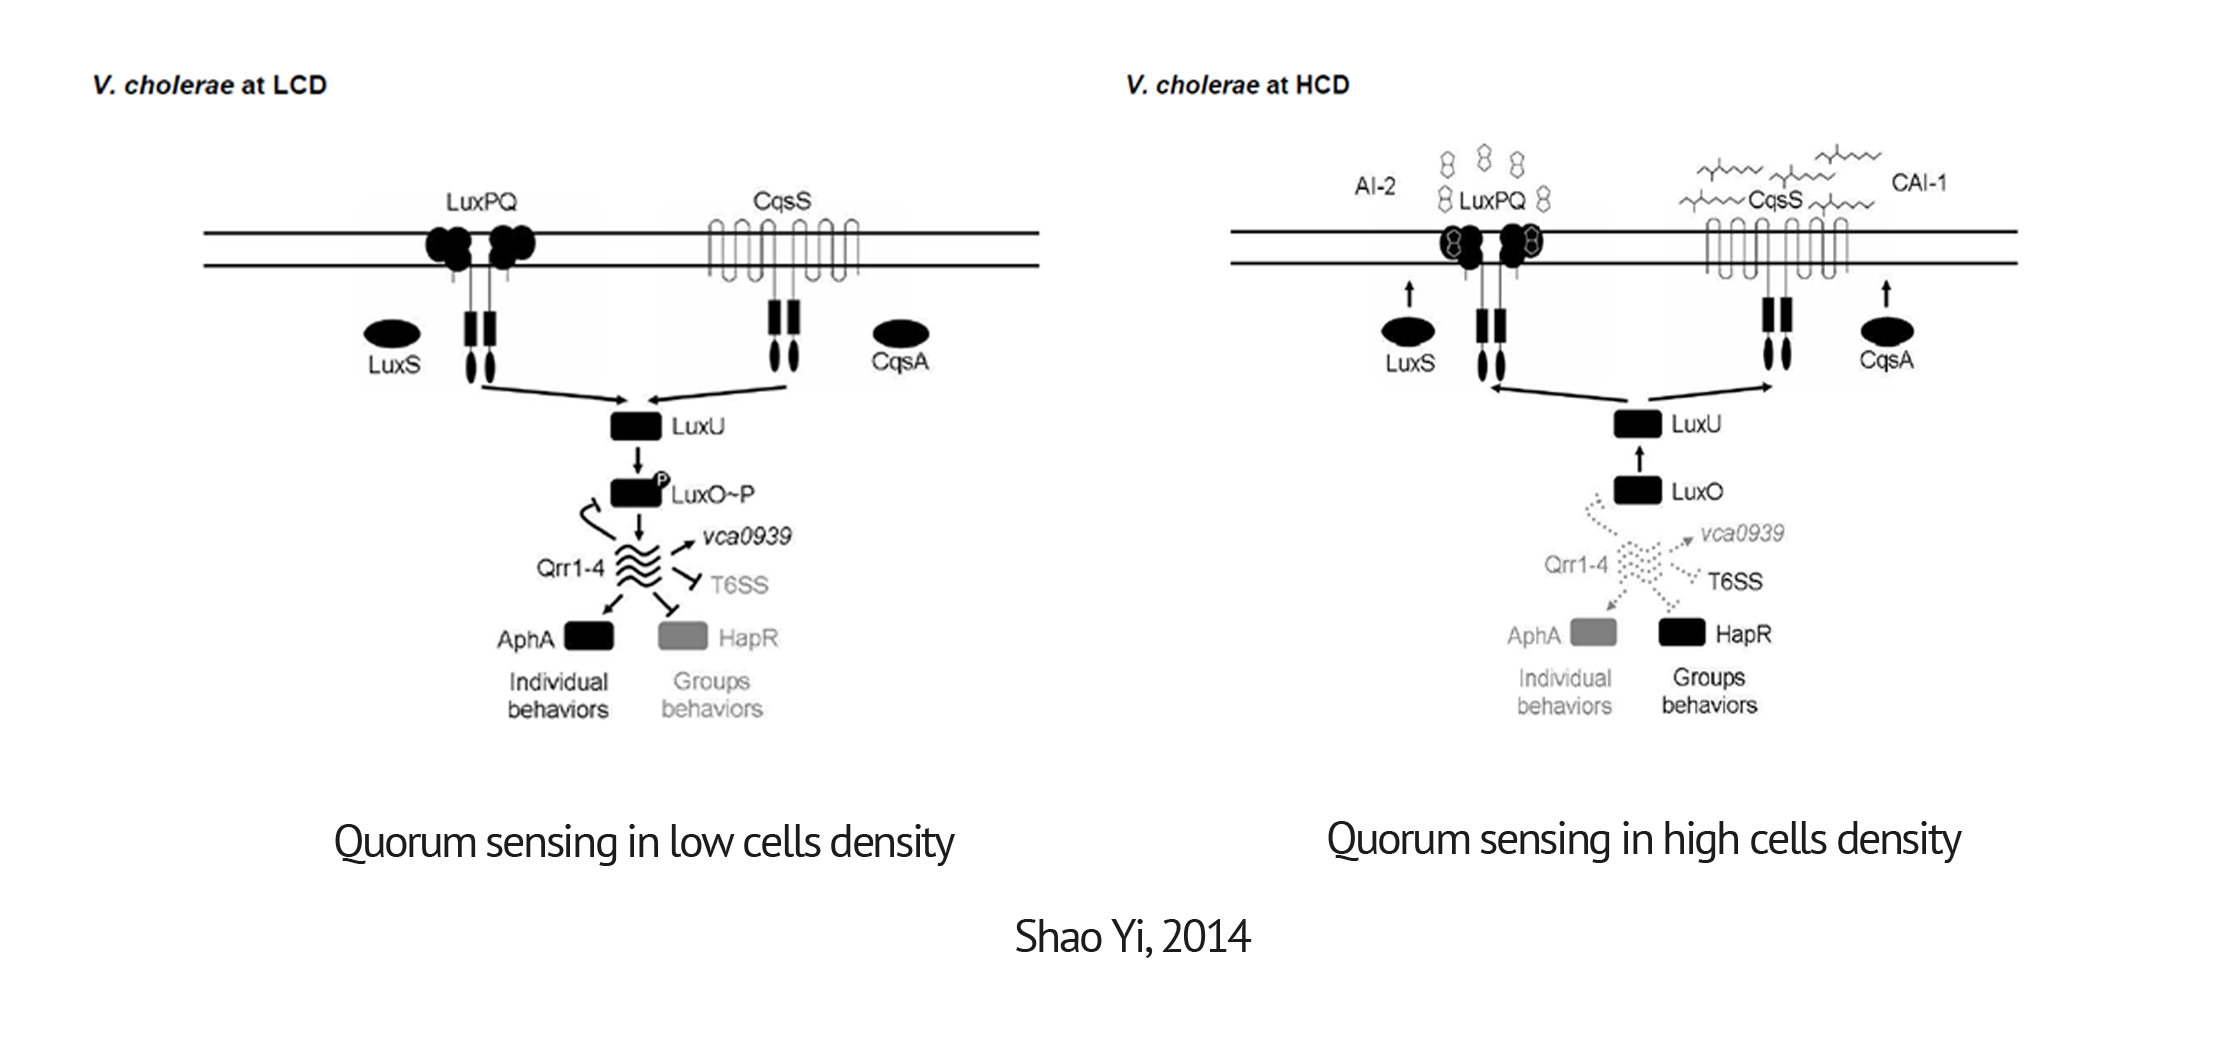 V. cholerae at LCD
LuxPQ
CqsS
LuxS
CqsA
LuxU
P
LuxO~P
vca0939
Qrr1-4
T6SS
AphA
HapR
Individual
behaviors
Groups
behaviors
Quorum sensing in low cells density
V. cholerae at HCD
AI-2
LuxPQ
CqsS
CAI-1
LuxS
CqsA
LuxU
LuxO
vca0939
Qrr1-4
T6SS
AphA
HapR
Individual
behaviors
Groups
behaviors
Quorum sensing in high cells density
Shao Yi, 2014